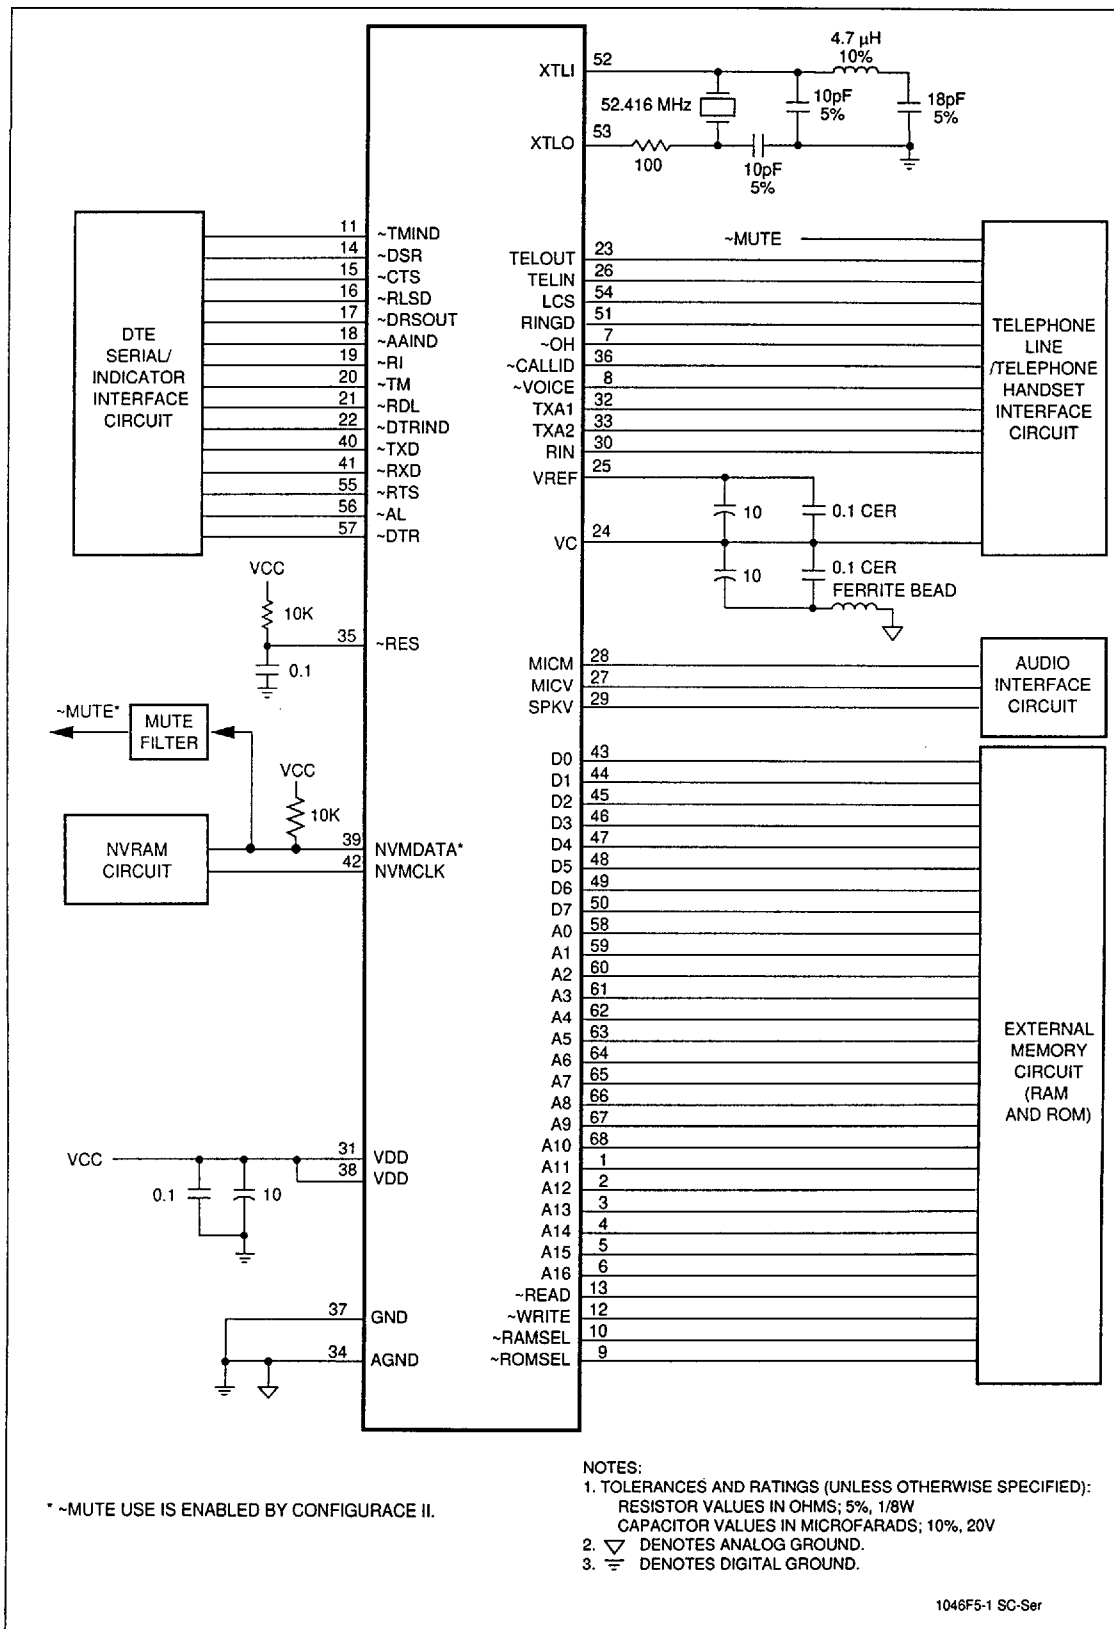 XTLI 52
XTLO 53
52.416 MHz
100
10pF
5%
10pF
5%
4.7 µH
10%
18pF
5%
DTE
SERIAL/
INDICATOR
INTERFACE
CIRCUIT
11 ~TMIND
14 ~DSR
15 ~CTS
16 ~RLSD
17 ~DRSOUT
18 ~AAIND
19 ~RI
20 ~TM
21 ~RDL
22 ~DTRIND
40 ~TXD
41 ~RXD
55 ~RTS
56 ~AL
57 ~DTR
~MUTE
TELOUT 23
TELIN 26
LCS 54
RINGD 51
~OH 7
~CALLID 36
~VOICE 8
TXA1 32
TXA2 33
RIN 30
VREF 25
VC 24
TELEPHONE
LINE
/TELEPHONE
HANDSET
INTERFACE
CIRCUIT
10
0.1 CER
10
0.1 CER
FERRITE BEAD
VCC
10K
35 ~RES
0.1
MICM 28
MICV 27
SPKV 29
AUDIO
INTERFACE
CIRCUIT
~MUTE*
MUTE
FILTER
VCC
10K
NVRAM
CIRCUIT
39 NVMDATA*
42 NVMCLK
D0 43
D1 44
D2 45
D3 46
D4 47
D5 48
D6 49
D7 50
A0 58
A1 59
A2 60
A3 61
A4 62
A5 63
A6 64
A7 65
A8 66
A9 67
A10 68
A11 1
A12 2
A13 3
A14 4
A15 5
A16 6
~READ 13
~WRITE 12
~RAMSEL 10
~ROMSEL 9
EXTERNAL
MEMORY
CIRCUIT
(RAM
AND ROM)
VCC
31 VDD
38 VDD
0.1
10
37 GND
34 AGND
* ~MUTE USE IS ENABLED BY CONFIGURACE II.
NOTES:
1. TOLERANCES AND RATINGS (UNLESS OTHERWISE SPECIFIED):
RESISTOR VALUES IN OHMS; 5%, 1/8W
CAPACITOR VALUES IN MICROFARADS; 10%, 20V
2. DENOTES ANALOG GROUND.
3. DENOTES DIGITAL GROUND.
1046F5-1 SC-Ser